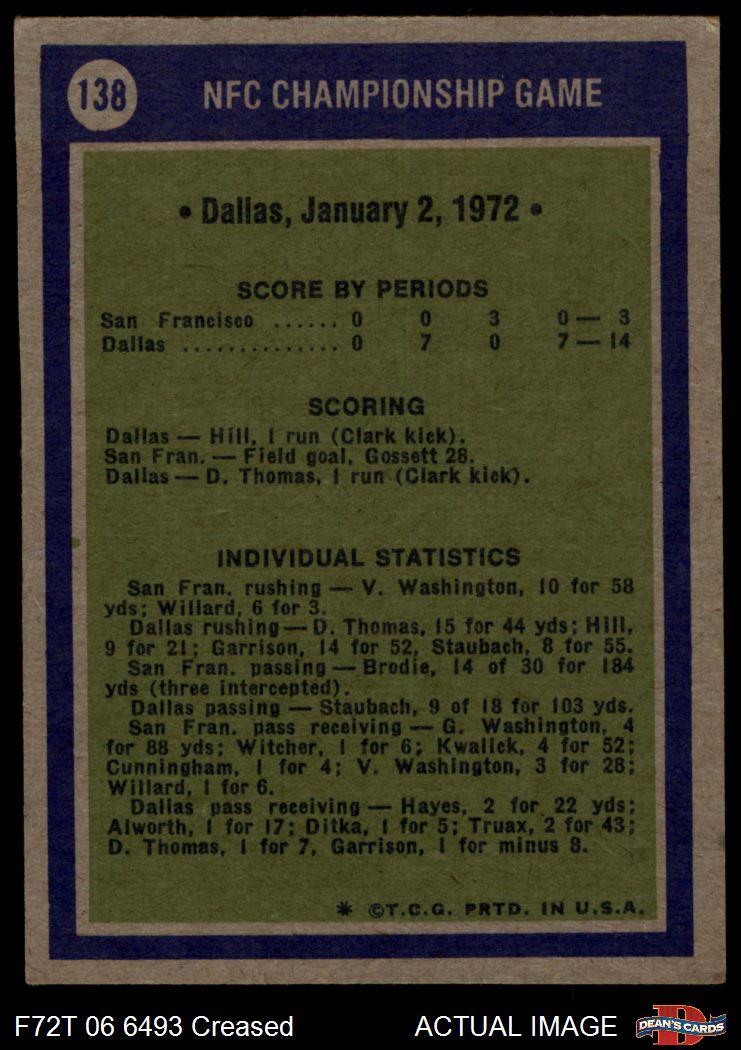 138 NFC CHAMPIONSHIP GAME
• Dallas, January 2, 1972 •
SCORE BY PERIODS
San Francisco ...... 0 0 3 0 — 3
Dallas .............. 0 7 0 7 — 14
SCORING
Dallas — Hill, 1 run (Clark kick).
San Fran. — Field goal, Gossett 28.
Dallas — D. Thomas, 1 run (Clark kick).
INDIVIDUAL STATISTICS
San Fran. rushing — V. Washington, 10 for 58
yds; Willard, 6 for 3.
Dallas rushing — D. Thomas, 15 for 44 yds; Hill,
9 for 21; Garrison, 14 for 52, Staubach, 8 for 55.
San Fran. passing — Brodie, 14 of 30 for 184
yds (three intercepted).
Dallas passing — Staubach, 9 of 18 for 103 yds.
San Fran. pass receiving — G. Washington, 4
for 88 yds; Witcher, 1 for 6; Kwalick, 4 for 52;
Cunningham, 1 for 4; V. Washington, 3 for 28;
Willard, 1 for 6.
Dallas pass receiving — Hayes, 2 for 22 yds;
Alworth, 1 for 17; Ditka, 1 for 5; Truax, 2 for 43;
D. Thomas, 1 for 7, Garrison, 1 for minus 8.
* ©T.C.G. PRTD. IN U.S.A.
F72T 06 6493 Creased ACTUAL IMAGE D DEAN'S CARDS